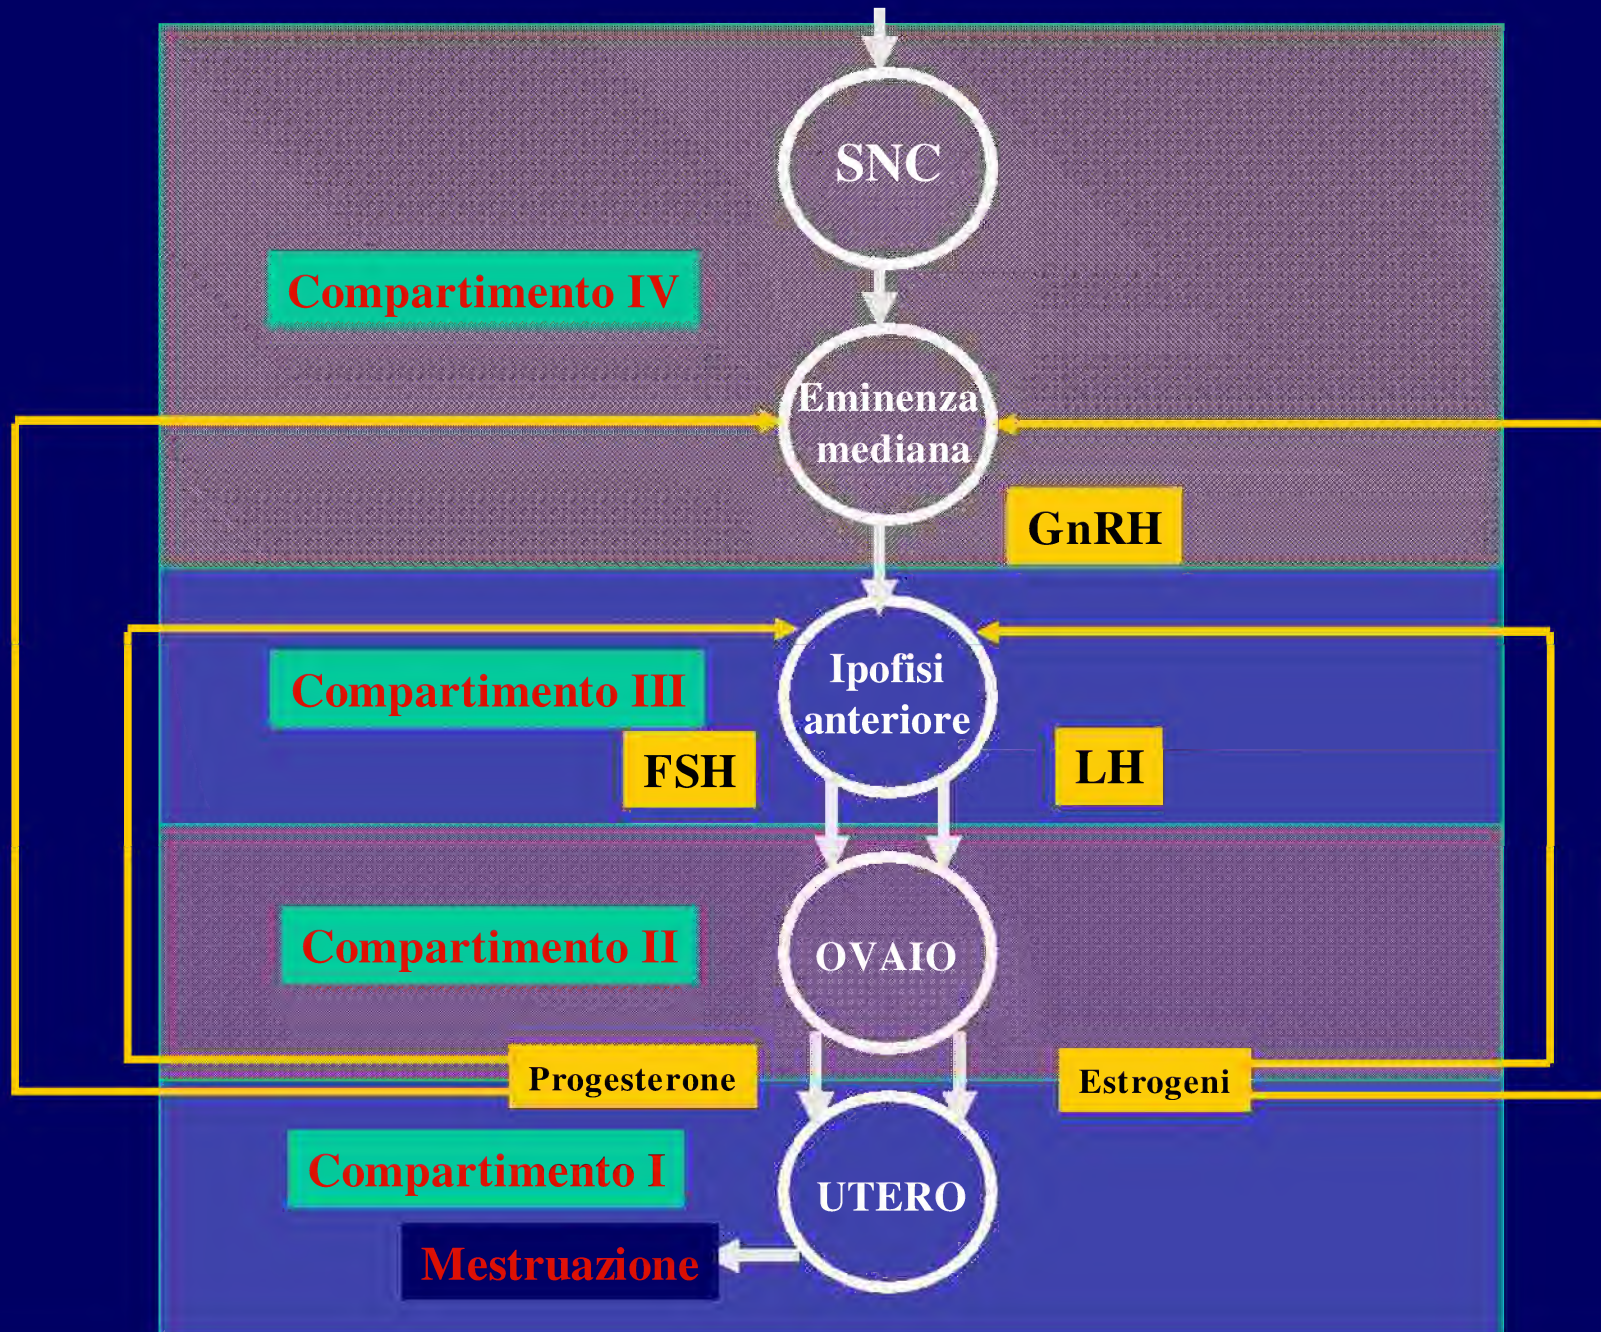 SNC
Compartimento IV
Eminenza
mediana
GnRH
Ipofisi
anteriore
Compartimento III
FSH
LH
Compartimento II
OVAIO
Progesterone
Estrogeni
Compartimento I
UTERO
Mestruazione